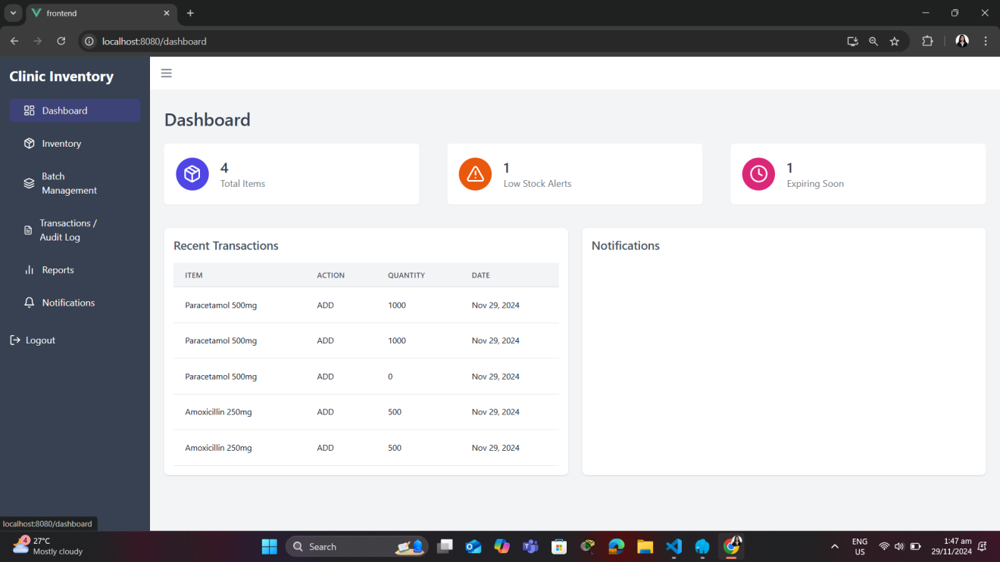 frontend
localhost:8080/dashboard
Clinic Inventory
Dashboard
Inventory
Batch
Management
Transactions /
Audit Log
Reports
Notifications
Logout
Dashboard
4
Total Items
1
Low Stock Alerts
1
Expiring Soon
Recent Transactions
ITEM ACTION QUANTITY DATE
Paracetamol 500mg ADD 1000 Nov 29, 2024
Paracetamol 500mg ADD 1000 Nov 29, 2024
Paracetamol 500mg ADD 0 Nov 29, 2024
Amoxicillin 250mg ADD 500 Nov 29, 2024
Amoxicillin 250mg ADD 500 Nov 29, 2024
Notifications
localhost:8080/dashboard
4
27°C
Mostly cloudy
Search
ENG
US
1:47 am
29/11/2024